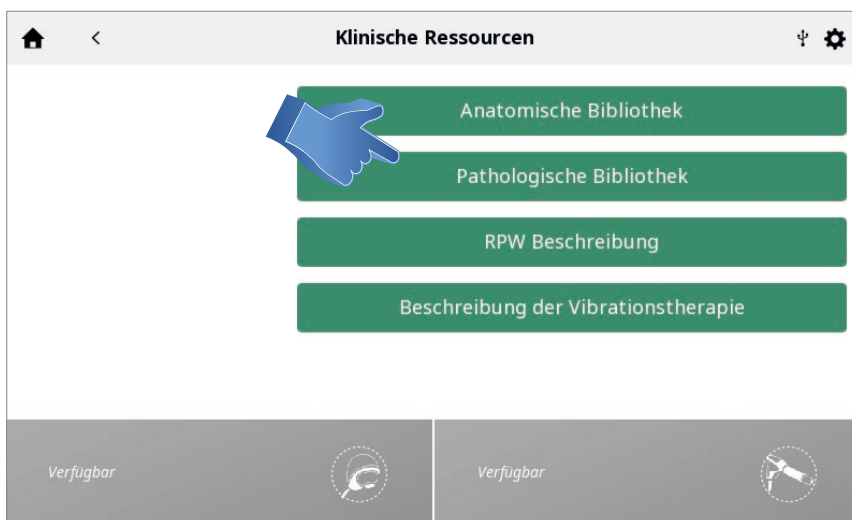 Klinische Ressourcen
Anatomische Bibliothek
Pathologische Bibliothek
RPW Beschreibung
Beschreibung der Vibrationstherapie
Verfügbar
Verfügbar